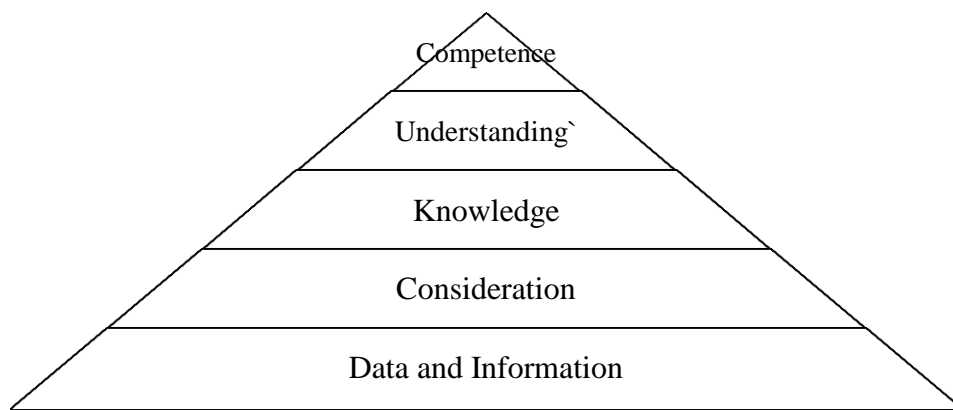 Competence
Understanding`
Knowledge
Consideration
Data and Information